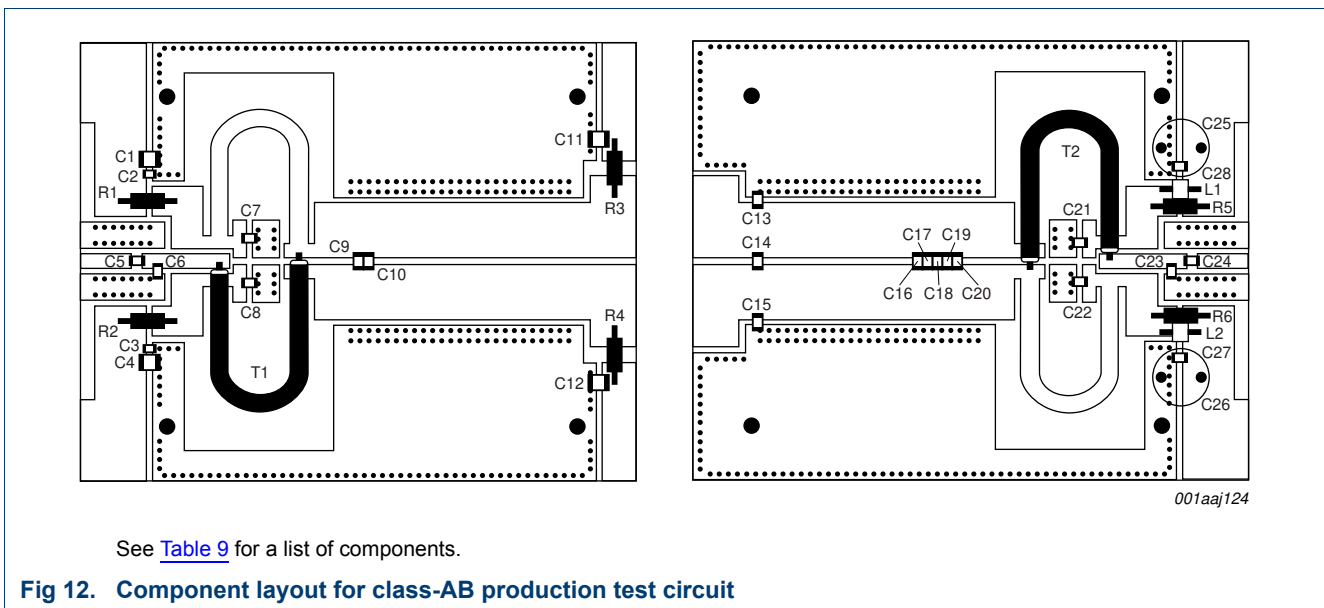 C1
C2
R1
C5
C6
R2
C3
C4
C7
C8
T1
C9
C10
C11
R3
R4
C12
C13
C14
C15
C17 C19
C16 C18 C20
T2
C21
C22
C23
C25
C28
L1
R5
C24
R6
L2
C27
C26
001aaj124
See Table 9 for a list of components.
Fig 12. Component layout for class-AB production test circuit